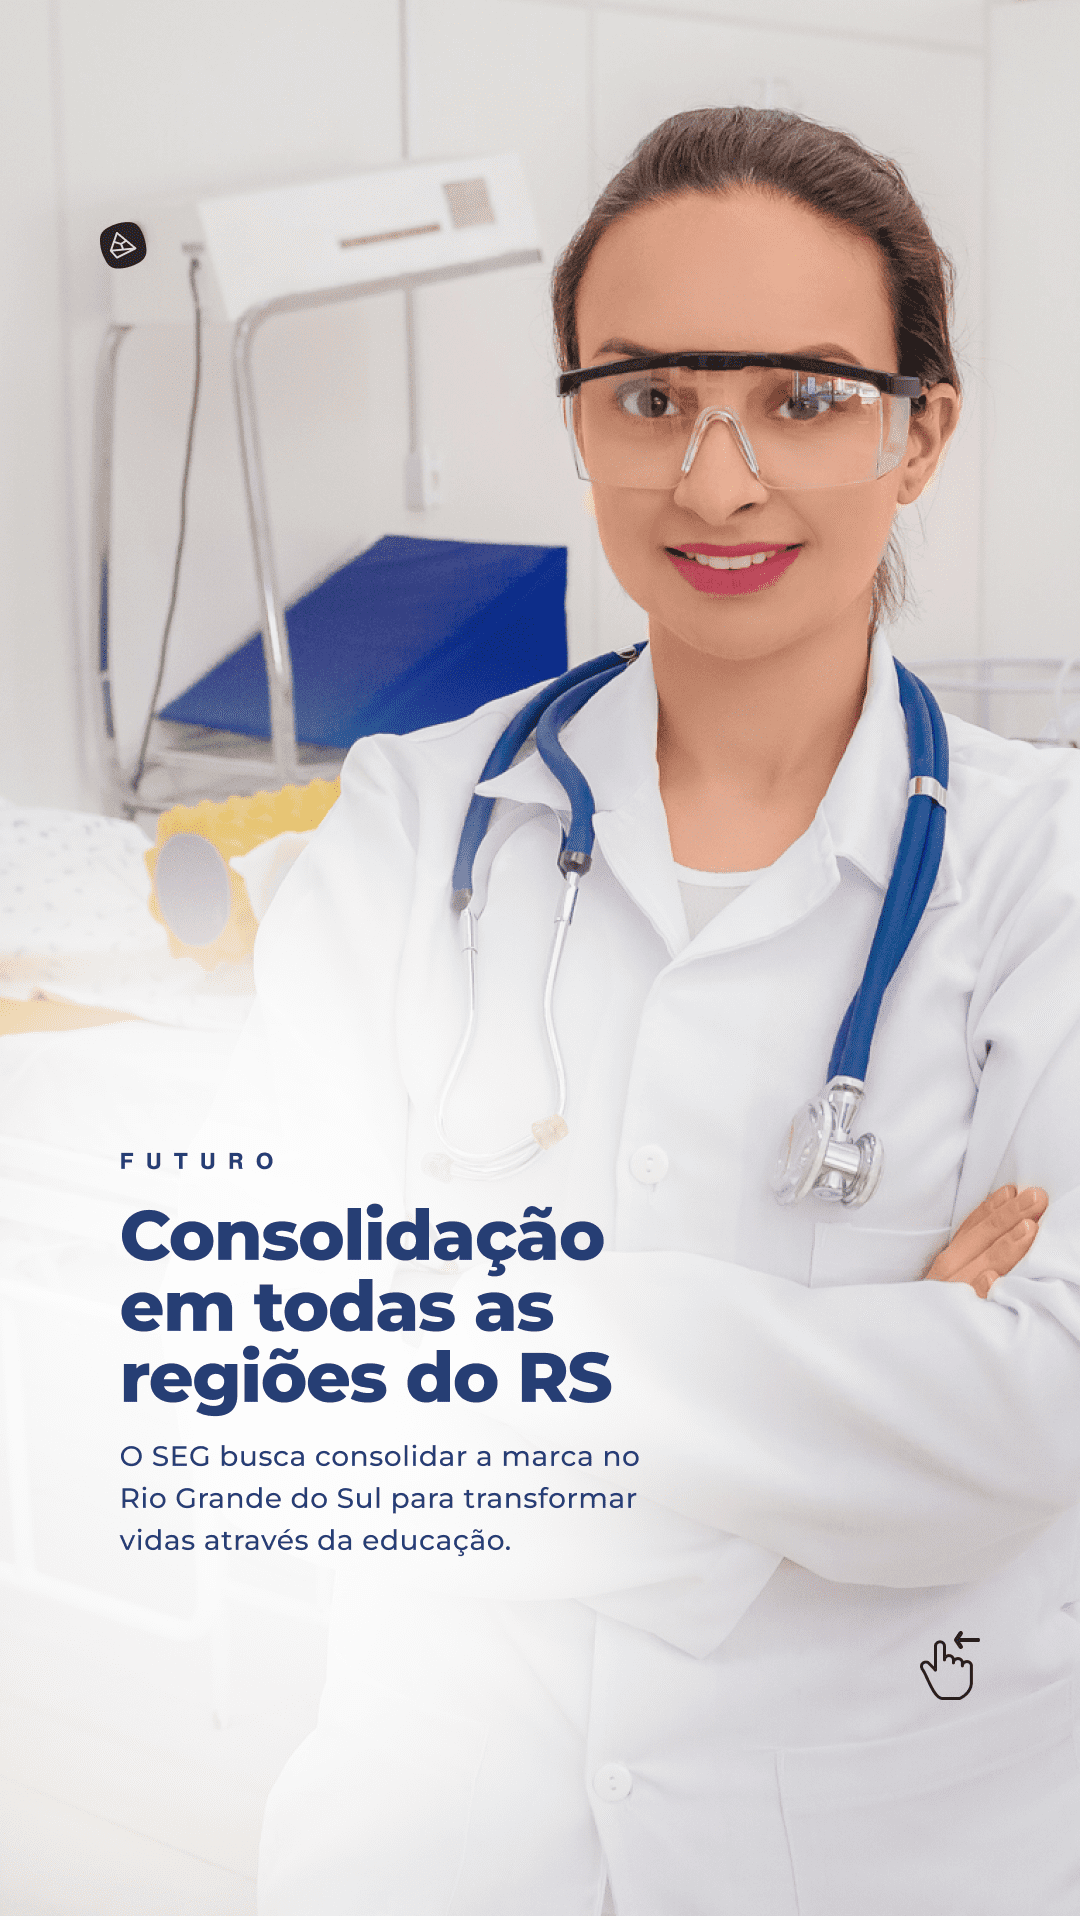 FUTURO
Consolidação
em todas as
regiões do RS
O SEG busca consolidar a marca no
Rio Grande do Sul para transformar
vidas através da educação.